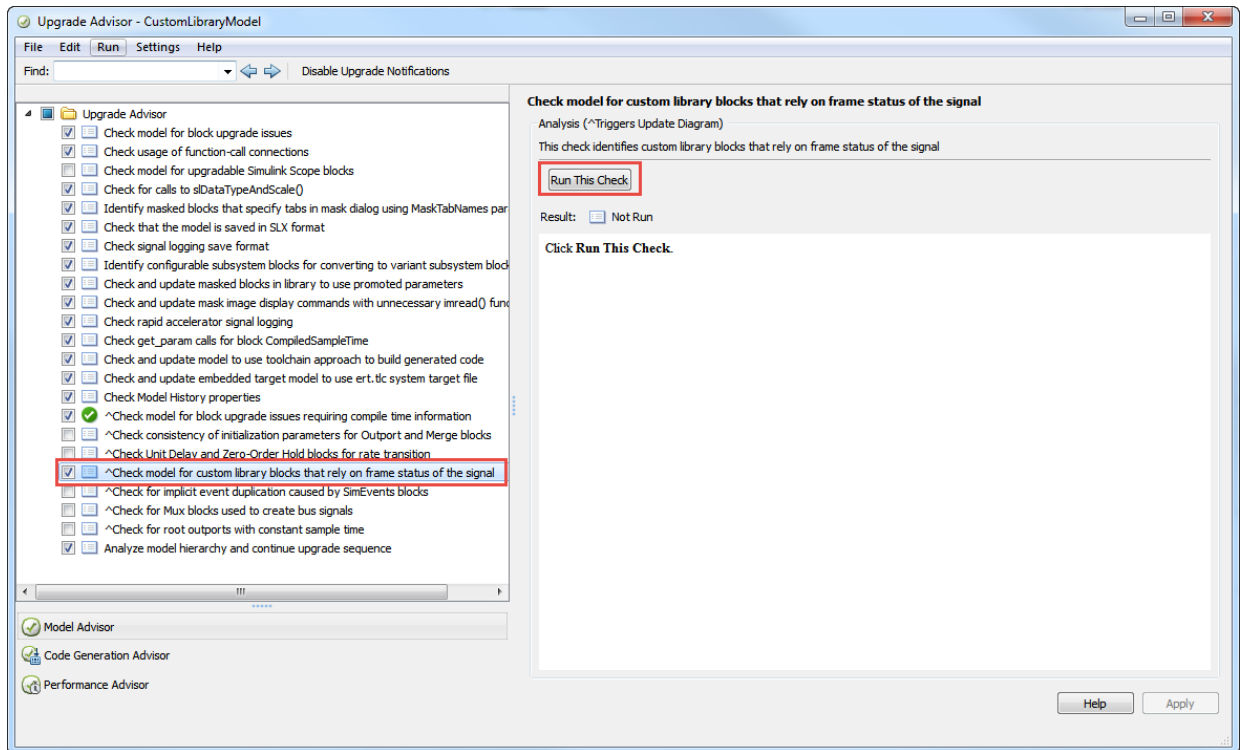 Upgrade Advisor - CustomLibraryModel
File Edit Run Settings Help
Find: Disable Upgrade Notifications
Upgrade Advisor
Check model for block upgrade issues
Check usage of function-call connections
Check model for upgradable Simulink Scope blocks
Check for calls to slDataTypeAndScale()
Identify masked blocks that specify tabs in mask dialog using MaskTabNames par
Check that the model is saved in SLX format
Check signal logging save format
Identify configurable subsystem blocks for converting to variant subsystem block
Check and update masked blocks in library to use promoted parameters
Check and update mask image display commands with unnecessary imread() func
Check rapid accelerator signal logging
Check get_param calls for block CompiledSampleTime
Check and update model to use toolchain approach to build generated code
Check and update embedded target model to use ert.tlc system target file
Check Model History properties
^Check model for block upgrade issues requiring compile time information
^Check consistency of initialization parameters for Outport and Merge blocks
^Check Unit Delay and Zero-Order Hold blocks for rate transition
^Check model for custom library blocks that rely on frame status of the signal
^Check for implicit event duplication caused by SimEvents blocks
^Check for Mux blocks used to create bus signals
^Check for root outports with constant sample time
Analyze model hierarchy and continue upgrade sequence
Model Advisor
Code Generation Advisor
Performance Advisor
Check model for custom library blocks that rely on frame status of the signal
Analysis (^Triggers Update Diagram)
This check identifies custom library blocks that rely on frame status of the signal
Run This Check
Result: Not Run
Click Run This Check.
Help Apply